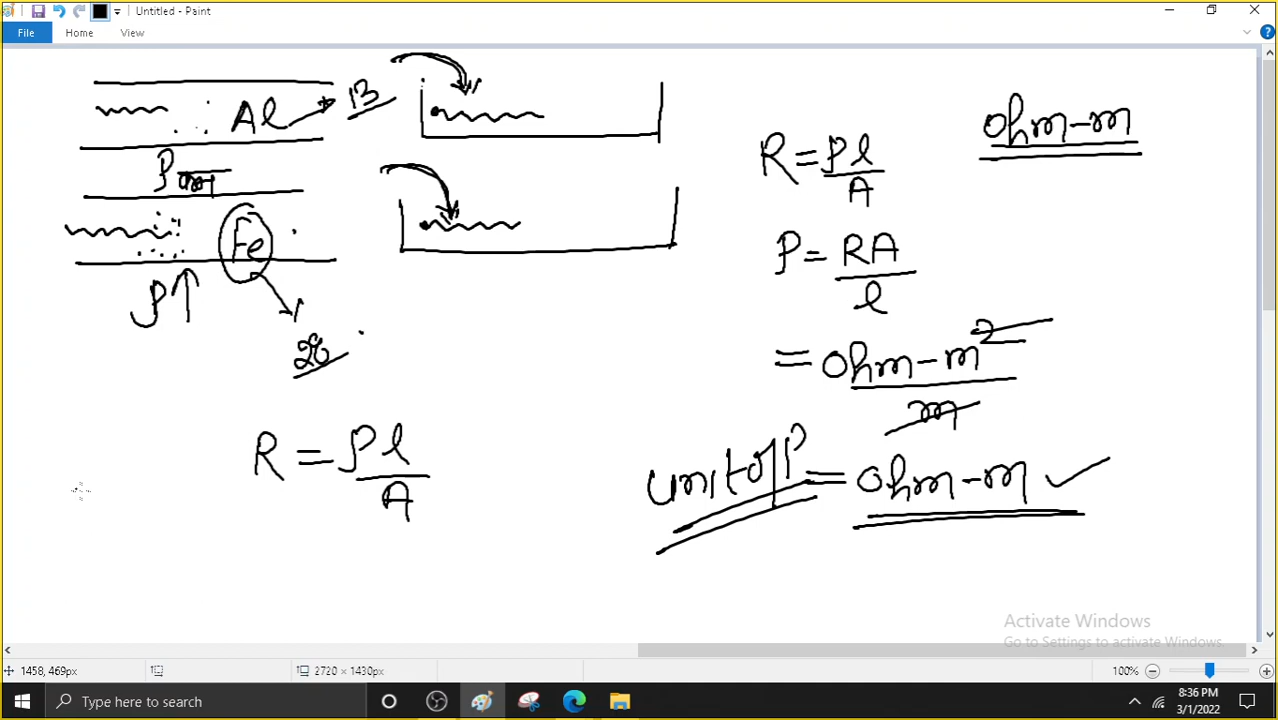 Untitled - Paint
File Home View
Al 13
ρm
Fe
ρ↑
26
R = ρl
A
ohm-m
R = ρl
A
ρ = RA
l
= ohm-m²
m
unit of ρ = ohm-m ✓
Activate Windows
Go to Settings to activate Windows.
1458, 469px
2720 × 1430px
100%
Type here to search
8:36 PM
3/1/2022